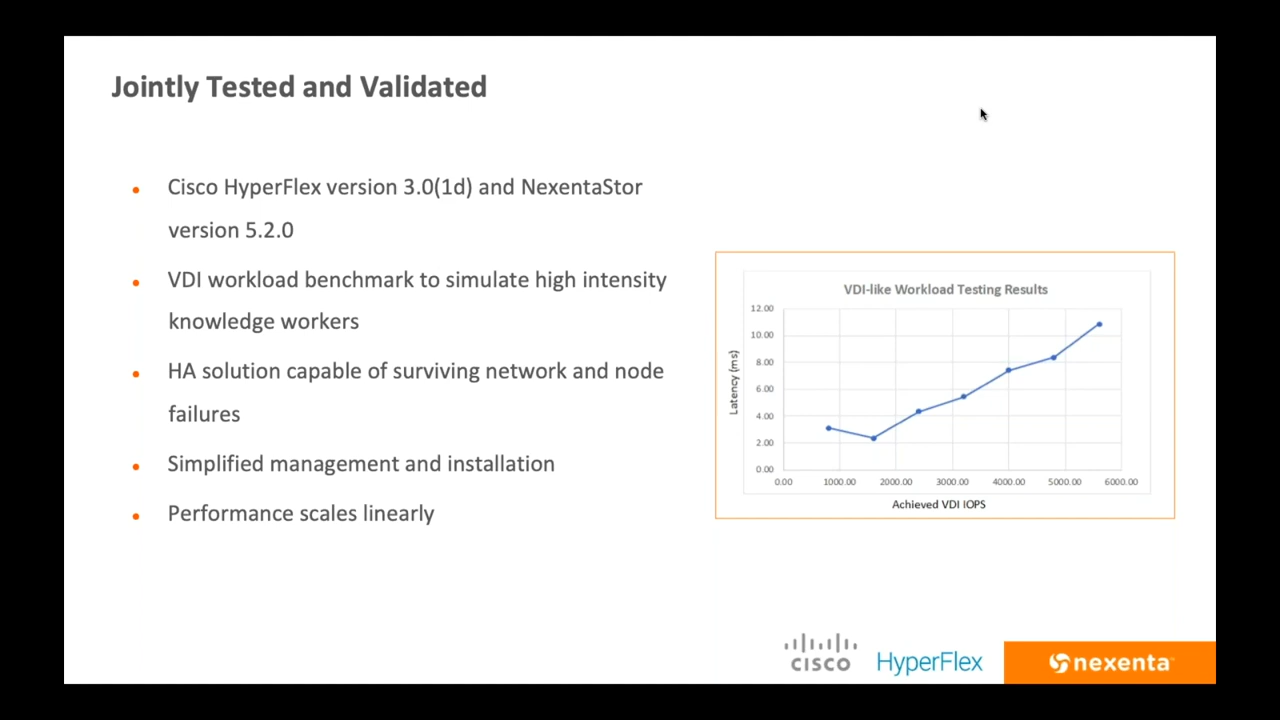 Jointly Tested and Validated
Cisco HyperFlex version 3.0(1d) and NexentaStor
version 5.2.0
VDI workload benchmark to simulate high intensity
knowledge workers
HA solution capable of surviving network and node
failures
Simplified management and installation
Performance scales linearly
VDI-like Workload Testing Results
12.00
10.00
8.00
6.00
4.00
2.00
0.00
Latency (ms)
0.00 1000.00 2000.00 3000.00 4000.00 5000.00 6000.00
Achieved VDI IOPS
CISCO HyperFlex nexenta